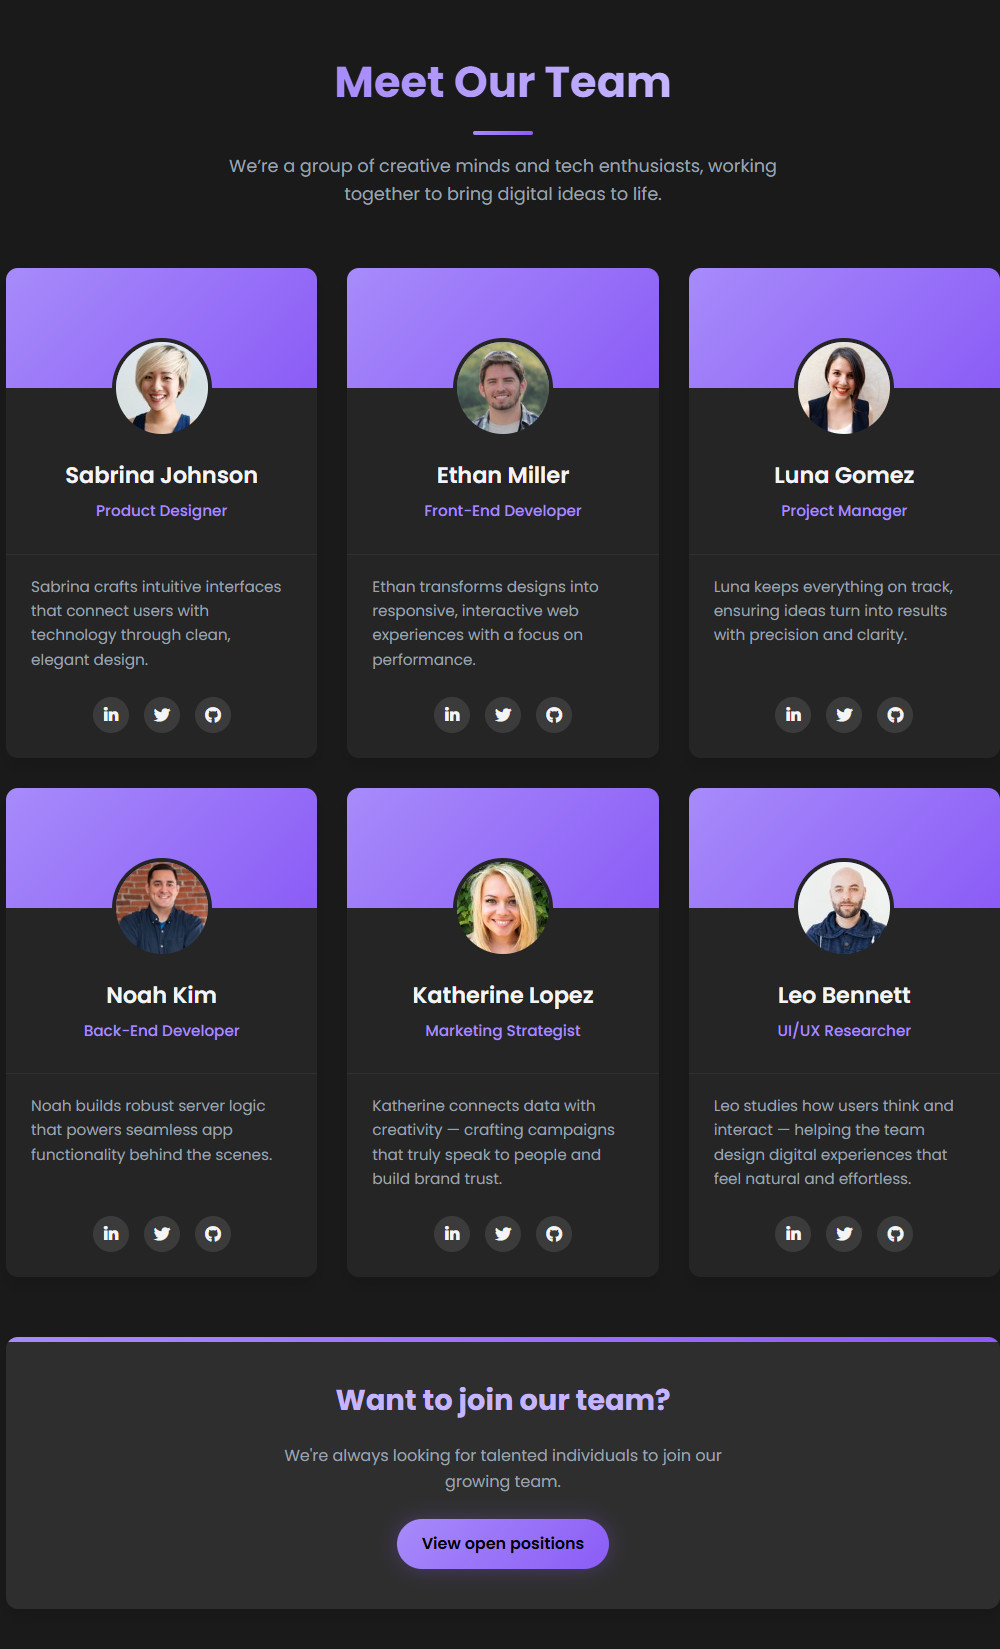 Meet Our Team
We’re a group of creative minds and tech enthusiasts, working
together to bring digital ideas to life.
Sabrina Johnson
Product Designer
Sabrina crafts intuitive interfaces
that connect users with
technology through clean,
elegant design.
in
Ethan Miller
Front-End Developer
Ethan transforms designs into
responsive, interactive web
experiences with a focus on
performance.
in
Luna Gomez
Project Manager
Luna keeps everything on track,
ensuring ideas turn into results
with precision and clarity.
in
Noah Kim
Back-End Developer
Noah builds robust server logic
that powers seamless app
functionality behind the scenes.
in
Katherine Lopez
Marketing Strategist
Katherine connects data with
creativity — crafting campaigns
that truly speak to people and
build brand trust.
in
Leo Bennett
UI/UX Researcher
Leo studies how users think and
interact — helping the team
design digital experiences that
feel natural and effortless.
in
Want to join our team?
We're always looking for talented individuals to join our
growing team.
View open positions